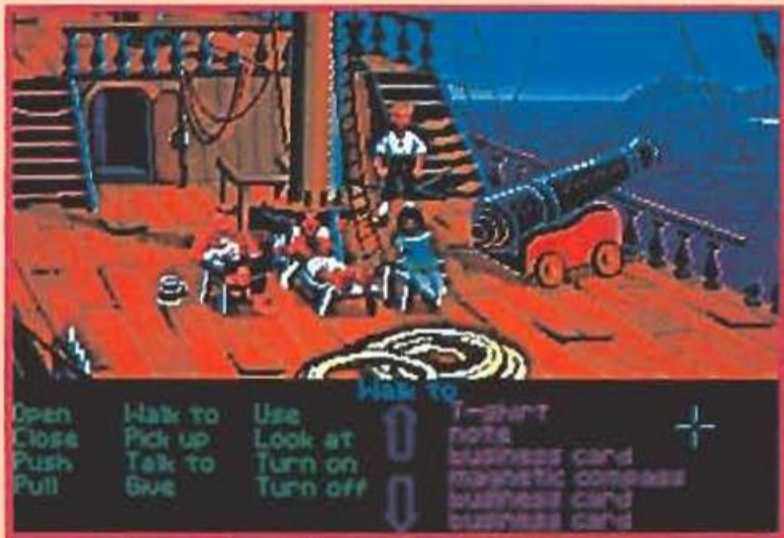 Walk to
Open Walk to Use
Close Pick up Look at
Push Talk to Turn on
Pull Give Turn off
T-shirt
note
business card
magnetic compass
business card
business card